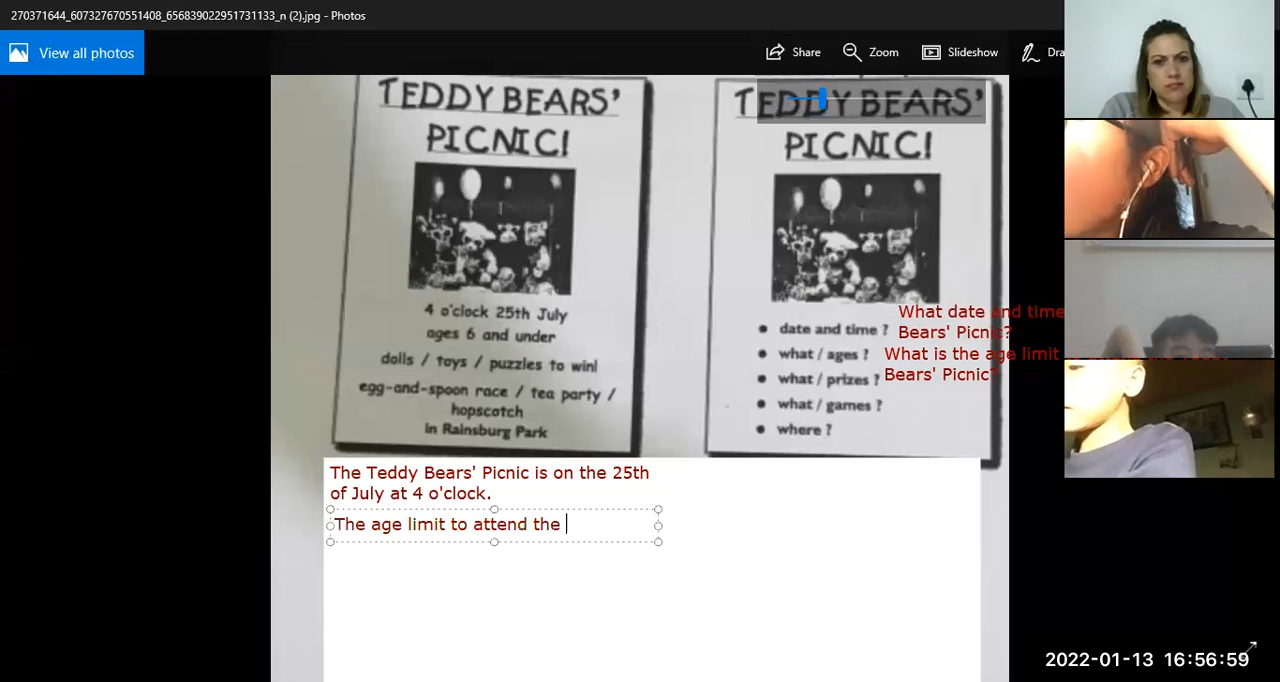 270371644_607327670551408_656839022951731133_n (2).jpg - Photos
View all photos
Share
Zoom
Slideshow
TEDDY BEARS'
PICNIC!
4 o'clock 25th July
ages 6 and under
dolls / toys / puzzles to win!
egg-and-spoon race / tea party /
hopscotch
in Rainsburg Park
TEDDY BEARS'
PICNIC!
date and time ?
what / ages ?
what / prizes ?
what / games ?
where ?
What date and time
Bears' Picnic?
What is the age limit
Bears' Picnic?
The Teddy Bears' Picnic is on the 25th
of July at 4 o'clock.
The age limit to attend the
2022-01-13 16:56:59